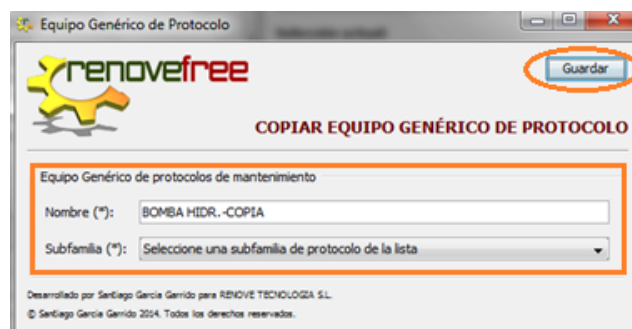 Equipo Genérico de Protocolo
renovefree
Guardar
COPIAR EQUIPO GENÉRICO DE PROTOCOLO
Equipo Genérico de protocolos de mantenimiento
Nombre (*): BOMBA HIDR.-COPIA
Subfamilia (*): Seleccione una subfamilia de protocolo de la lista
Desarrollado por Santiago García Garrido para RENOVE TECNOLOGÍA S.L.
© Santiago García Garrido 2014. Todos los derechos reservados.